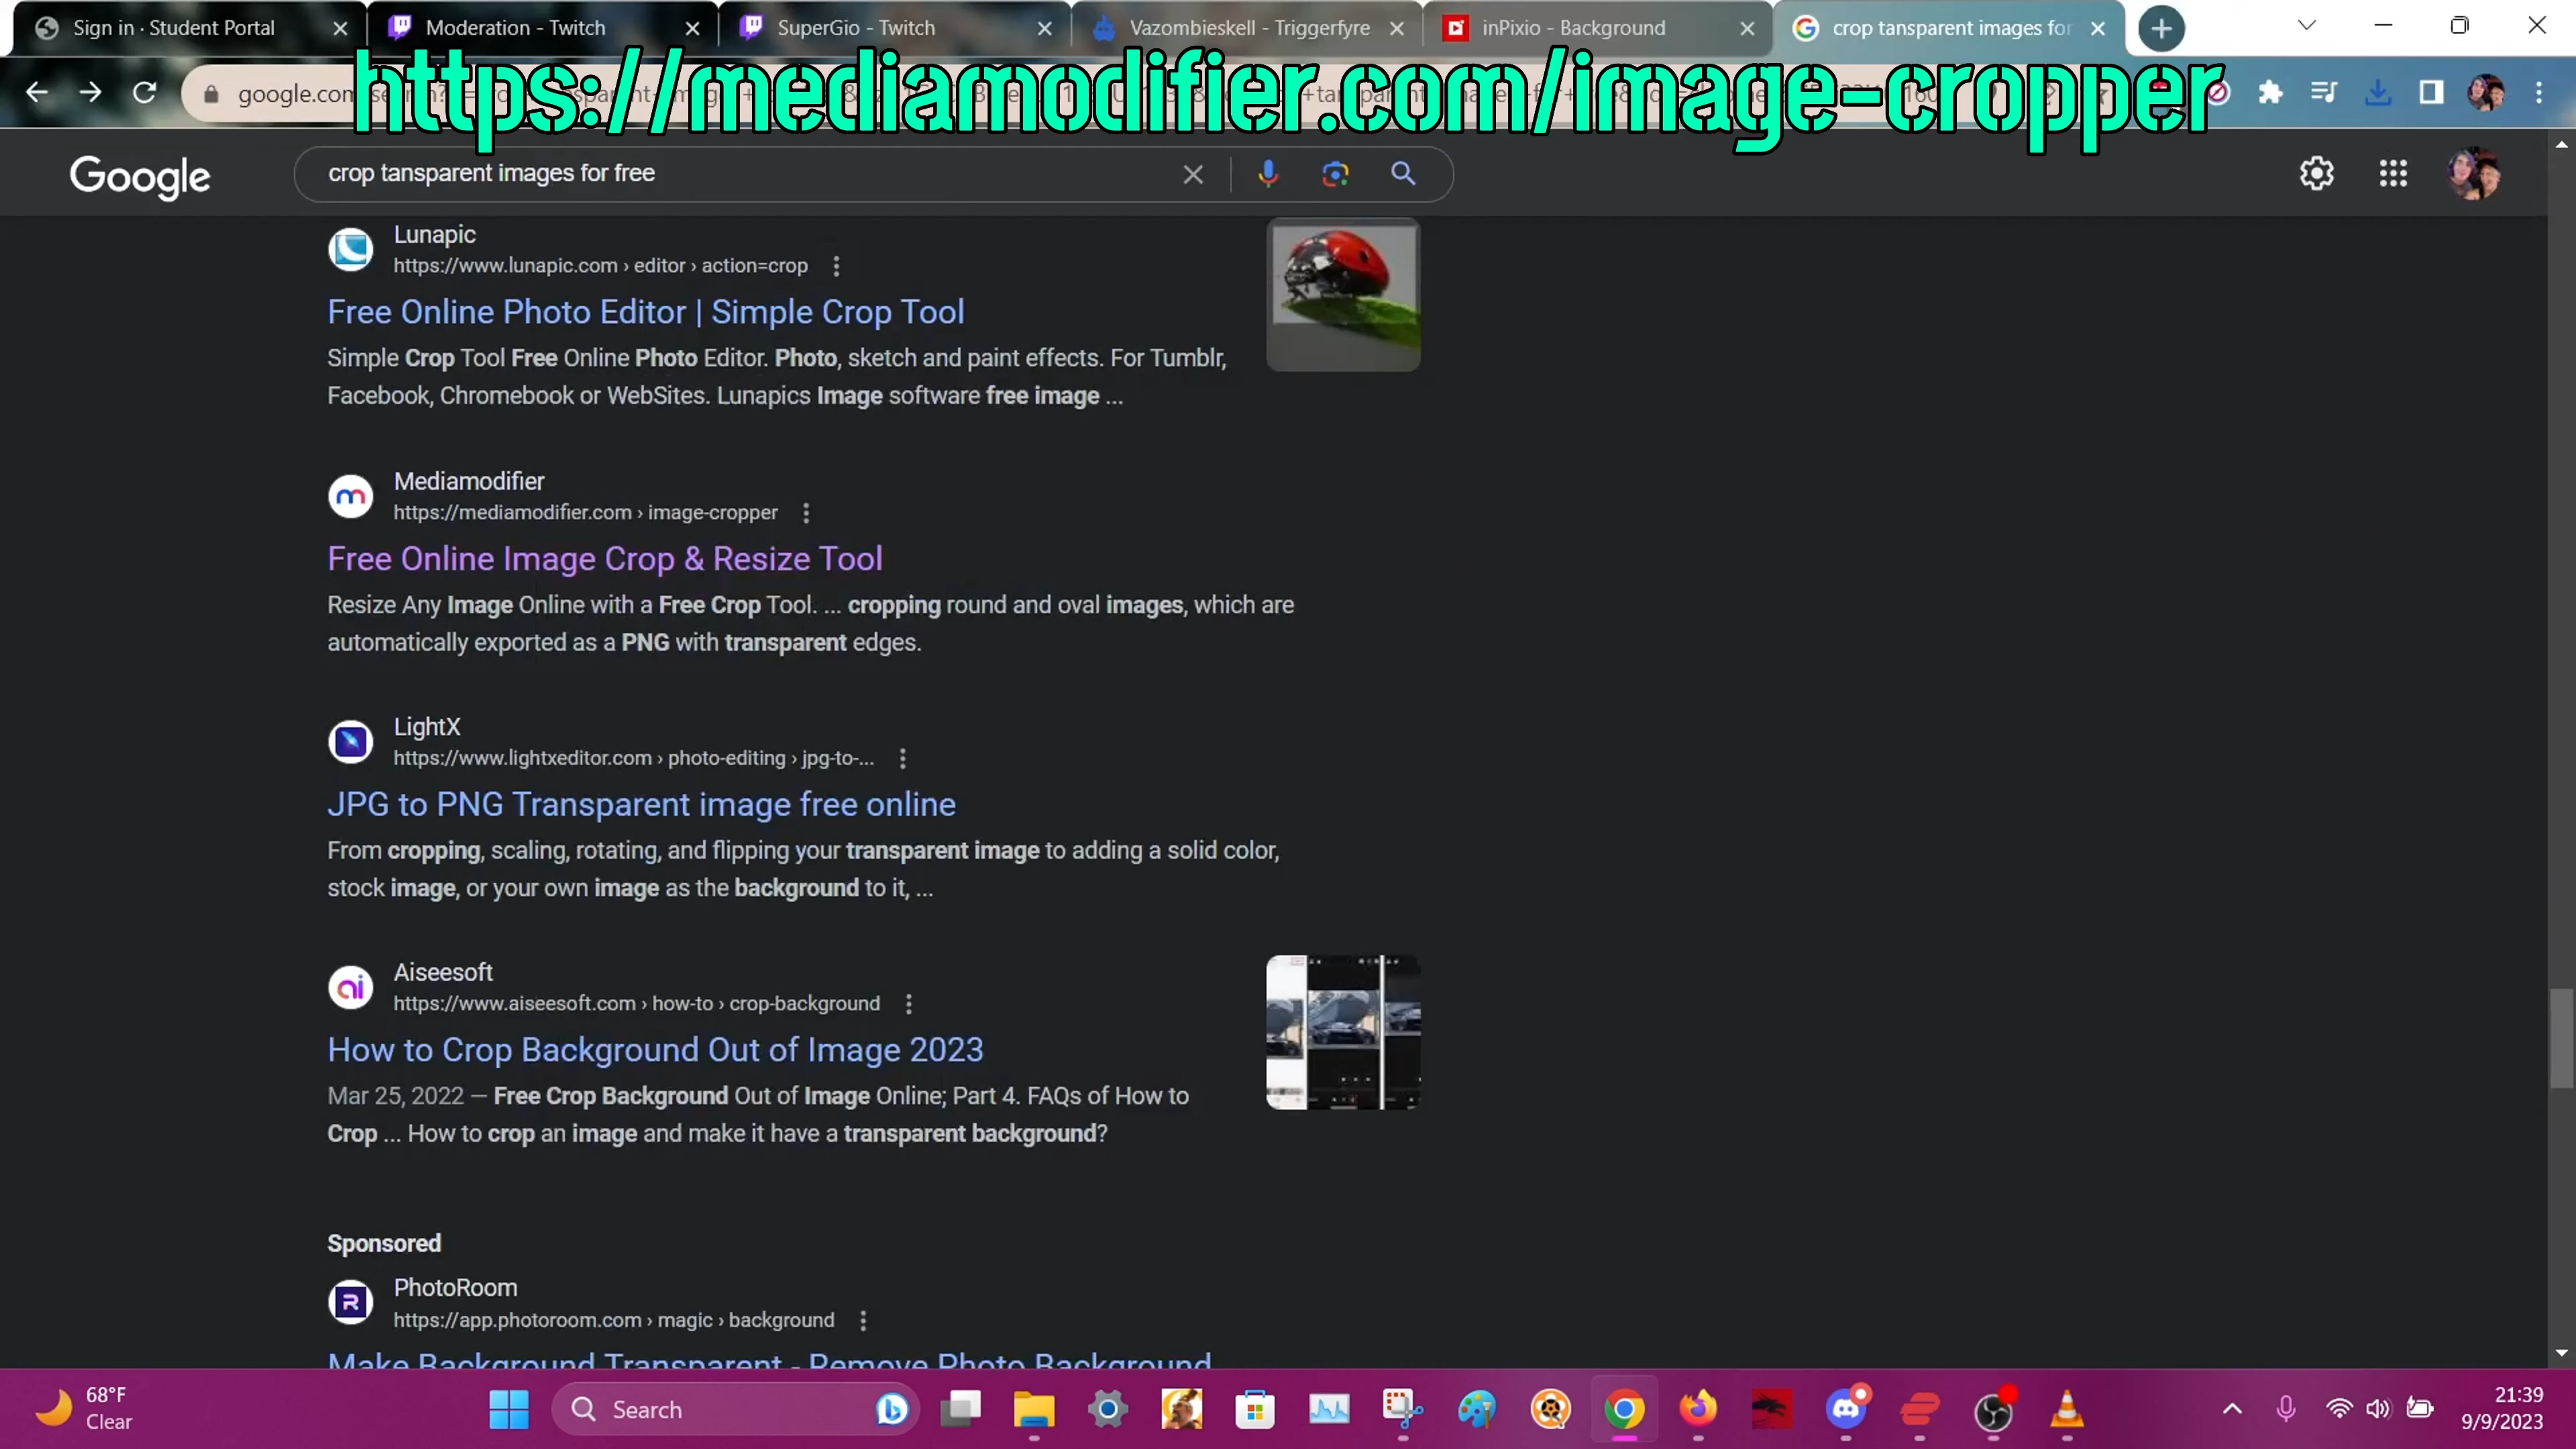 Sign in · Student Portal
Moderation - Twitch
SuperGio - Twitch
Vazombieskell - Triggerfyre
inPixio - Background
crop tansparent images for
https://mediamodifier.com/image-cropper
google.com
Google
crop tansparent images for free
Lunapic
https://www.lunapic.com › editor › action=crop
Free Online Photo Editor | Simple Crop Tool
Simple Crop Tool Free Online Photo Editor. Photo, sketch and paint effects. For Tumblr,
Facebook, Chromebook or WebSites. Lunapics Image software free image ...
Mediamodifier
https://mediamodifier.com › image-cropper
Free Online Image Crop & Resize Tool
Resize Any Image Online with a Free Crop Tool. ... cropping round and oval images, which are
automatically exported as a PNG with transparent edges.
LightX
https://www.lightxeditor.com › photo-editing › jpg-to-...
JPG to PNG Transparent image free online
From cropping, scaling, rotating, and flipping your transparent image to adding a solid color,
stock image, or your own image as the background to it, ...
Aiseesoft
https://www.aiseesoft.com › how-to › crop-background
How to Crop Background Out of Image 2023
Mar 25, 2022 — Free Crop Background Out of Image Online; Part 4. FAQs of How to
Crop ... How to crop an image and make it have a transparent background?
Sponsored
PhotoRoom
https://app.photoroom.com › magic › background
Make Background Transparent - Remove Photo Background
68°F
Clear
Search
21:39
9/9/2023